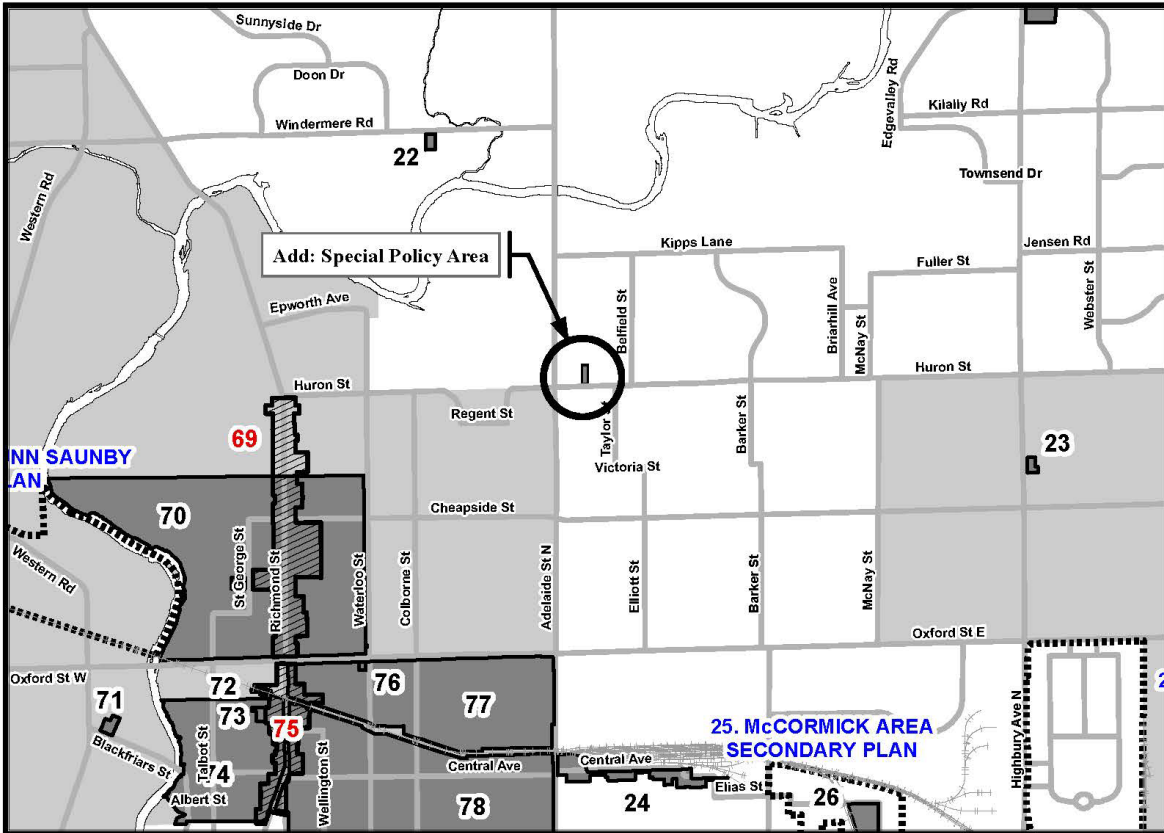 Sunnyside Dr
Doon Dr
Windermere Rd
22
Western Rd
Edgevalley Rd
Kilally Rd
Townsend Dr
Add: Special Policy Area
Kipps Lane
Jensen Rd
Fuller St
Webster St
Epworth Ave
Belfield St
Briarhill Ave
McNay St
Huron St
Huron St
Regent St
Taylor St
Barker St
Victoria St
69
23
NN SAUNBY
LAN
70
Cheapside St
St George St
Richmond St
Waterloo St
Colborne St
Adelaide St N
Elliott St
Barker St
McNay St
Western Rd
Oxford St E
Oxford St W
71
72
73
75
76
77
Blackfriars St
Talbot St
74
Albert St
Wellington St
Central Ave
78
25. McCORMICK AREA
SECONDARY PLAN
Central Ave
24
Elias St
26
Highbury Ave N
2